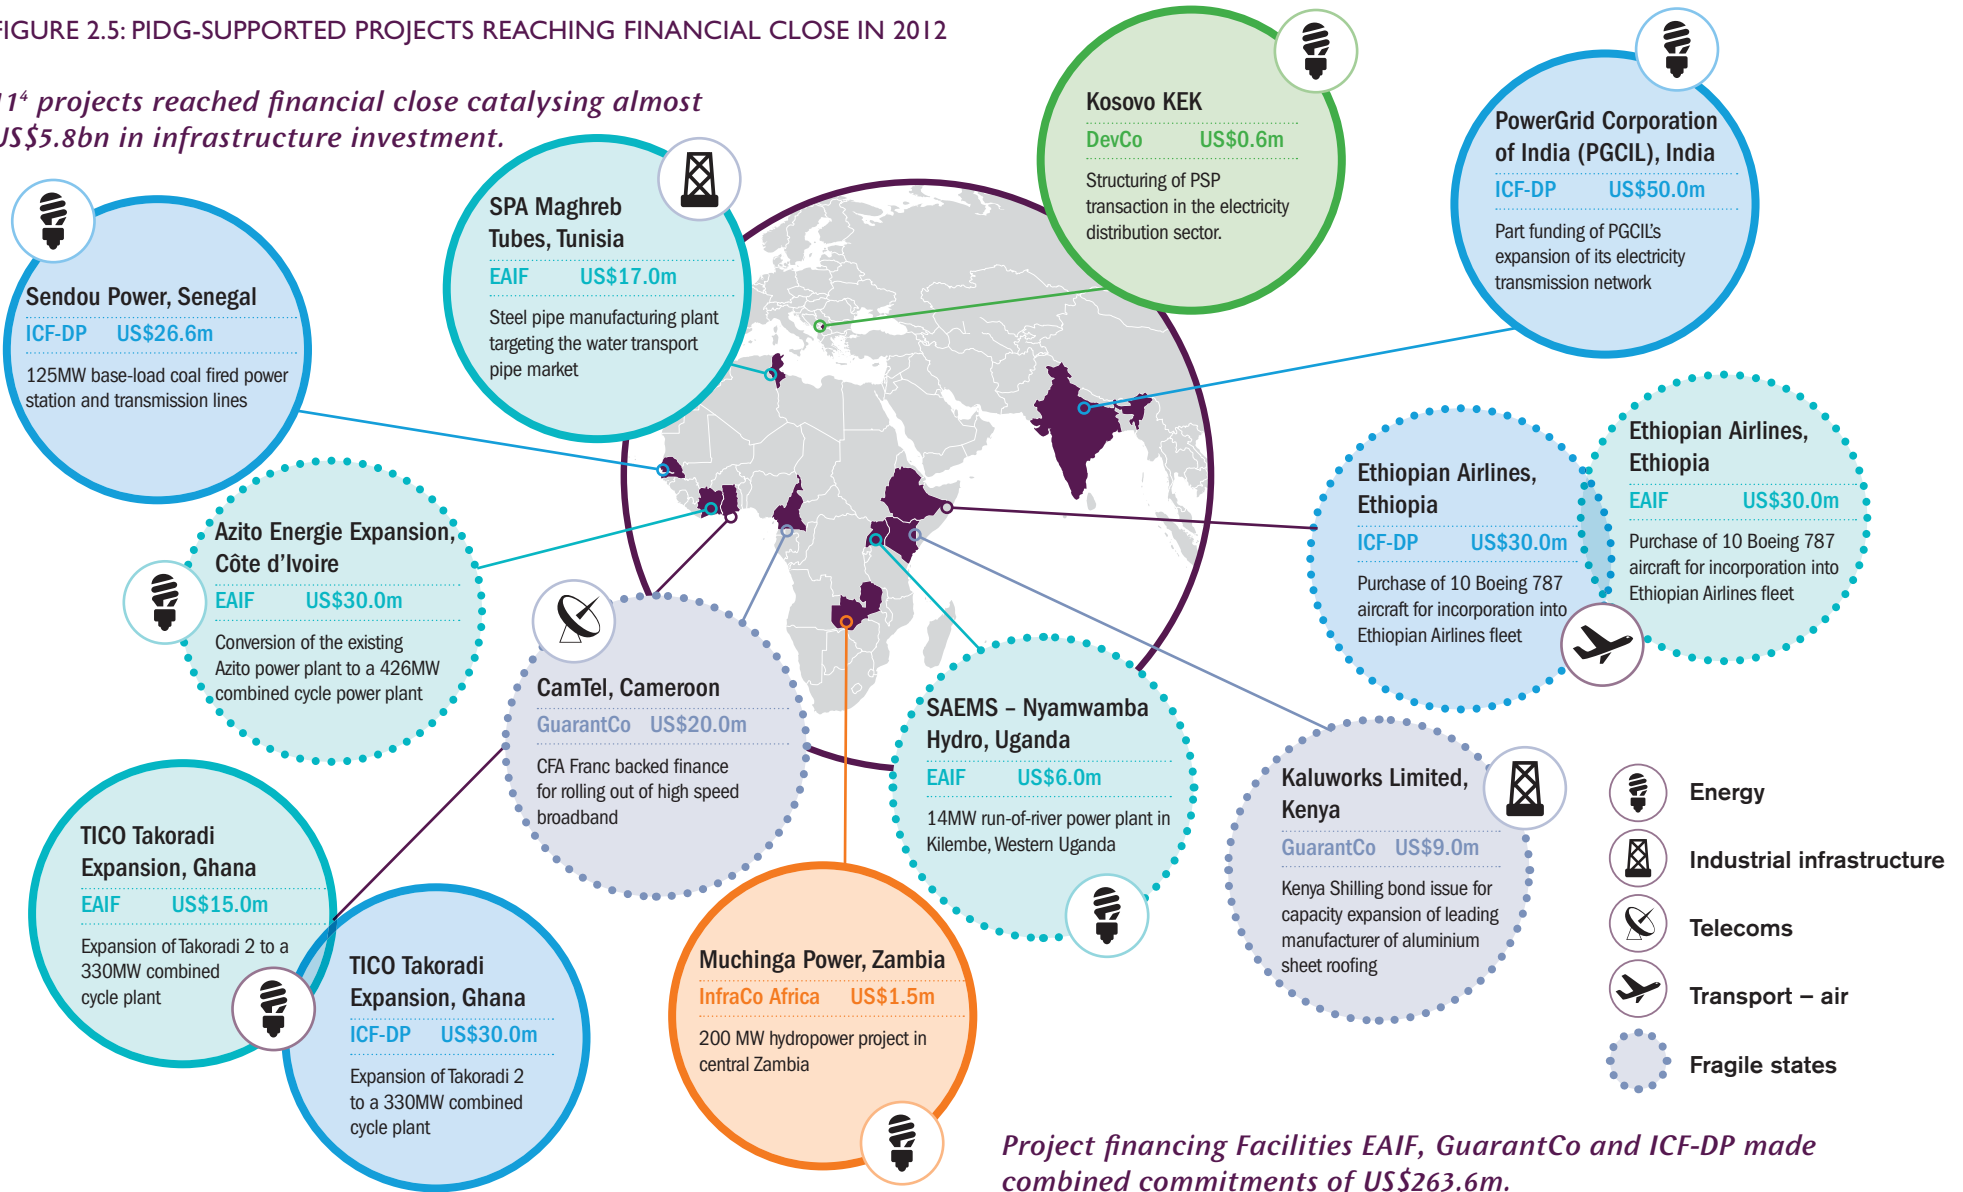 FIGURE 2.5: PIDG-SUPPORTED PROJECTS REACHING FINANCIAL CLOSE IN 2012
11⁴ projects reached financial close catalysing almost
US$5.8bn in infrastructure investment.
Kosovo KEK
DevCo US$0.6m
Structuring of PSP
transaction in the electricity
distribution sector.
PowerGrid Corporation
of India (PGCIL), India
ICF-DP US$50.0m
Part funding of PGCIL's
expansion of its electricity
transmission network
SPA Maghreb
Tubes, Tunisia
EAIF US$17.0m
Steel pipe manufacturing plant
targeting the water transport
pipe market
Sendou Power, Senegal
ICF-DP US$26.6m
125MW base-load coal fired power
station and transmission lines
Ethiopian Airlines,
Ethiopia
ICF-DP US$30.0m
Purchase of 10 Boeing 787
aircraft for incorporation into
Ethiopian Airlines fleet
Ethiopian Airlines,
Ethiopia
EAIF US$30.0m
Purchase of 10 Boeing 787
aircraft for incorporation into
Ethiopian Airlines fleet
Azito Energie Expansion,
Côte d'Ivoire
EAIF US$30.0m
Conversion of the existing
Azito power plant to a 426MW
combined cycle power plant
CamTel, Cameroon
GuarantCo US$20.0m
CFA Franc backed finance
for rolling out of high speed
broadband
SAEMS – Nyamwamba
Hydro, Uganda
EAIF US$6.0m
14MW run-of-river power plant in
Kilembe, Western Uganda
Kaluworks Limited,
Kenya
GuarantCo US$9.0m
Kenya Shilling bond issue for
capacity expansion of leading
manufacturer of aluminium
sheet roofing
TICO Takoradi
Expansion, Ghana
EAIF US$15.0m
Expansion of Takoradi 2 to a
330MW combined
cycle plant
TICO Takoradi
Expansion, Ghana
ICF-DP US$30.0m
Expansion of Takoradi 2
to a 330MW combined
cycle plant
Muchinga Power, Zambia
InfraCo Africa US$1.5m
200 MW hydropower project in
central Zambia
Energy
Industrial infrastructure
Telecoms
Transport – air
Fragile states
Project financing Facilities EAIF, GuarantCo and ICF-DP made
combined commitments of US$263.6m.